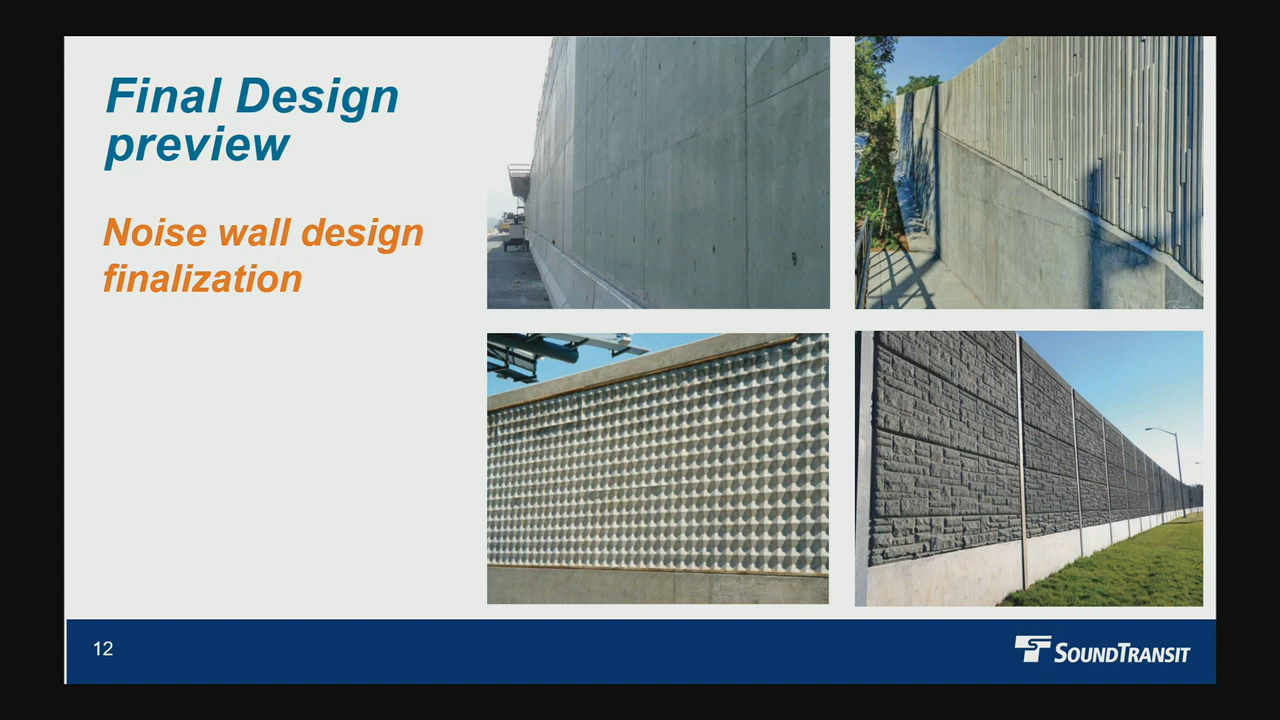 Final Design
preview
Noise wall design
finalization
12
SOUNDTRANSIT